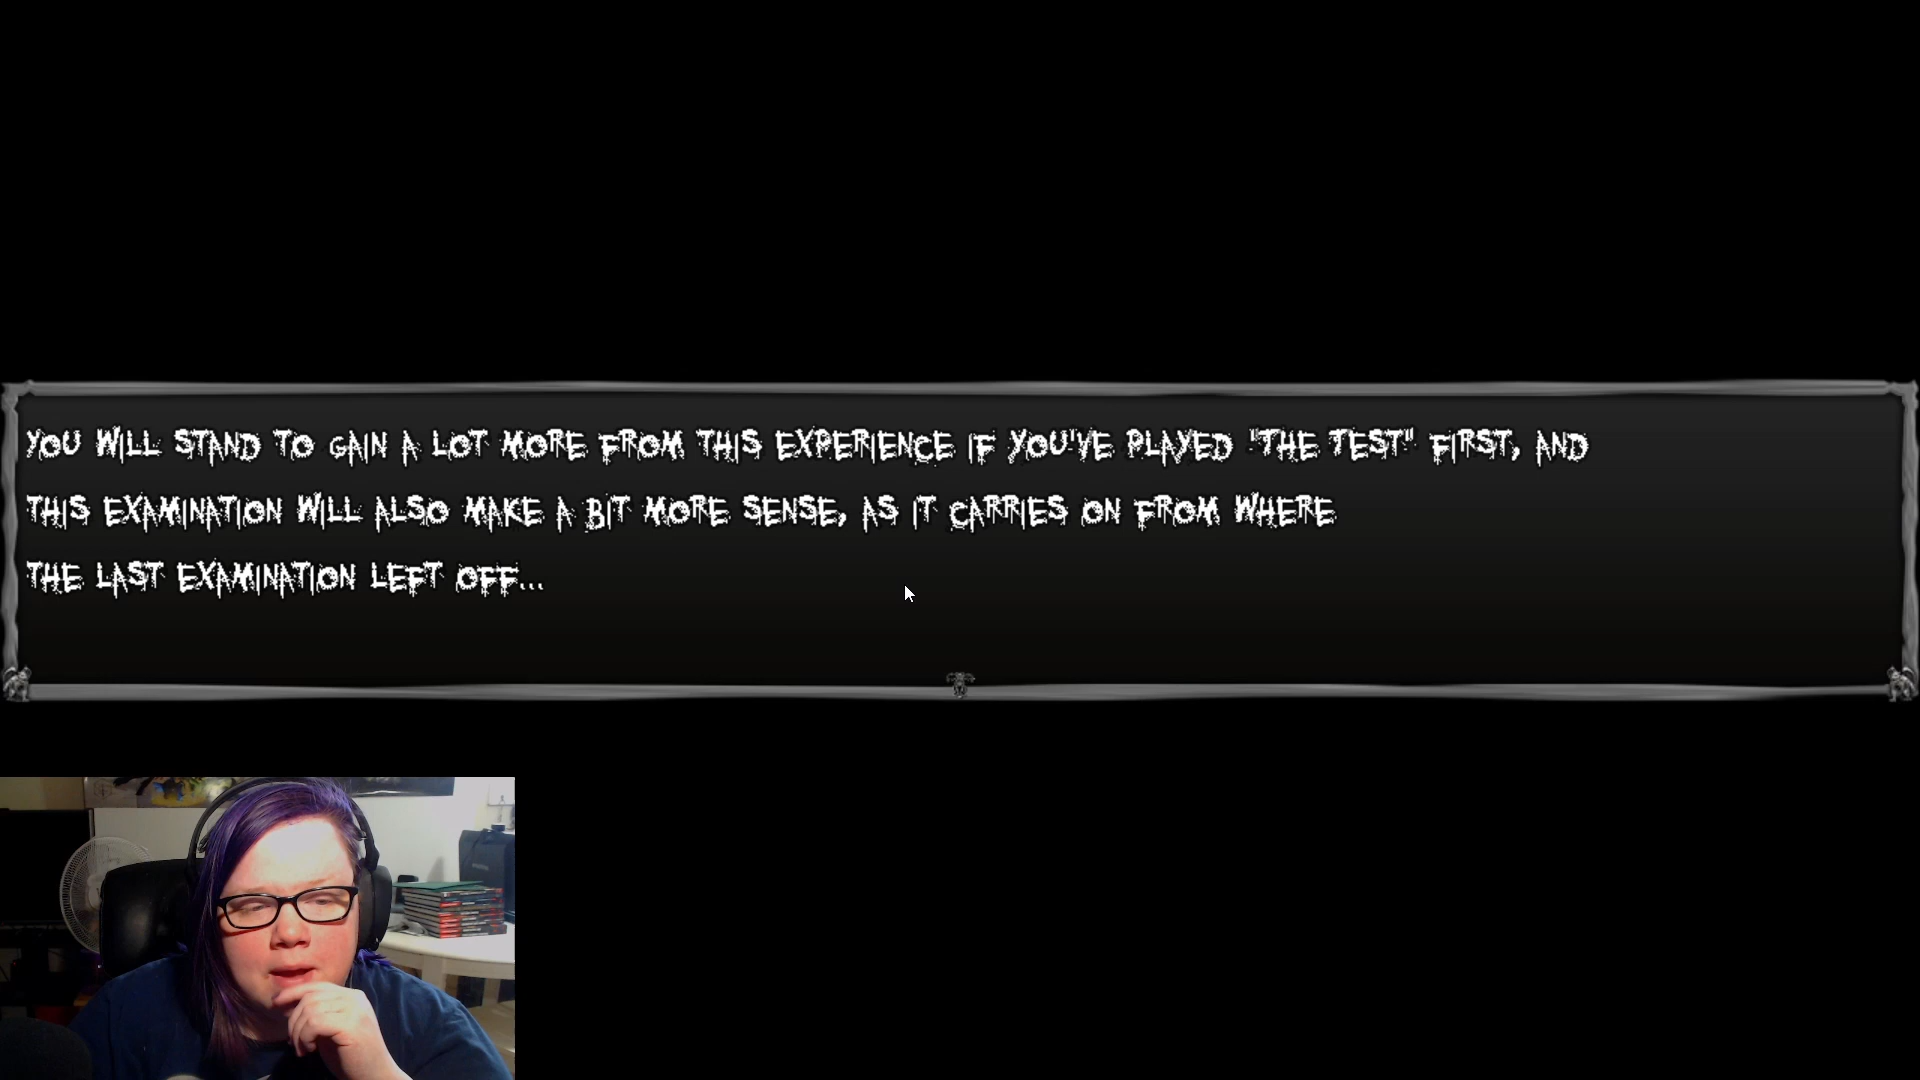 YOU WILL STAND TO GAIN A LOT MORE FROM THIS EXPERIENCE IF YOU'VE PLAYED "THE TEST" FIRST, AND
THIS EXAMINATION WILL ALSO MAKE A BIT MORE SENSE, AS IT CARRIES ON FROM WHERE
THE LAST EXAMINATION LEFT OFF...